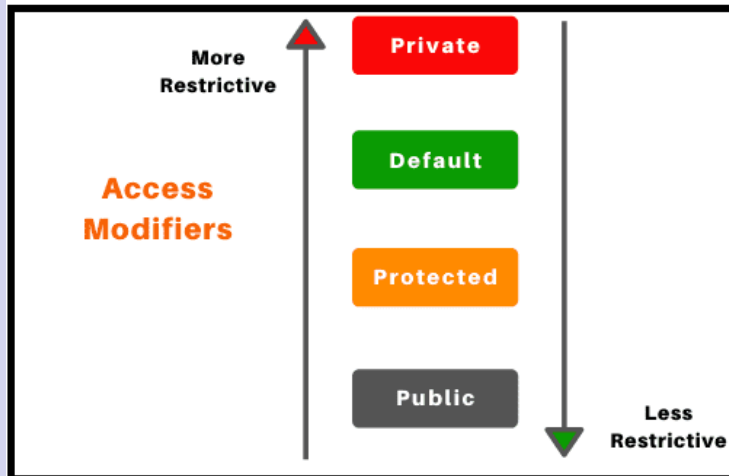 Private
More
Restrictive
Default
Access
Modifiers
Protected
Public
Less
Restrictive